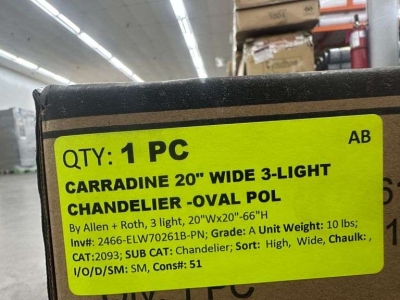 AB
QTY: 1 PC
CARRADINE 20" WIDE 3-LIGHT
CHANDELIER -OVAL POL
By Allen + Roth, 3 light, 20"Wx20"-66"H
Inv#: 2466-ELW70261B-PN; Grade: A Unit Weight: 10 lbs;
CAT:2093; SUB CAT: Chandelier; Sort: High, Wide, Chaulk: ,
I/O/D/SM: SM, Cons#: 51